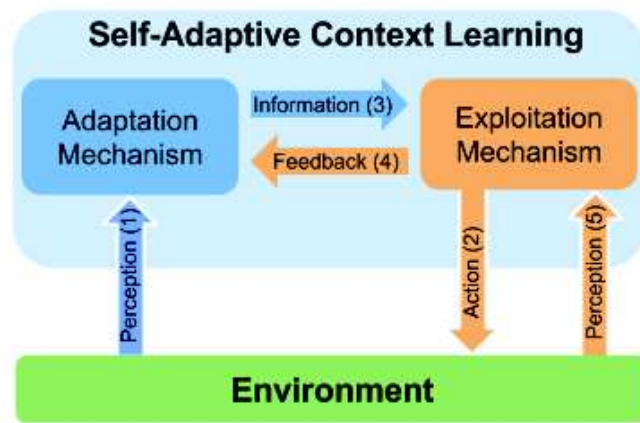 Self-Adaptive Context Learning
Adaptation
Mechanism
Information (3)
Feedback (4)
Exploitation
Mechanism
Perception (1)
Action (2)
Perception (5)
Environment